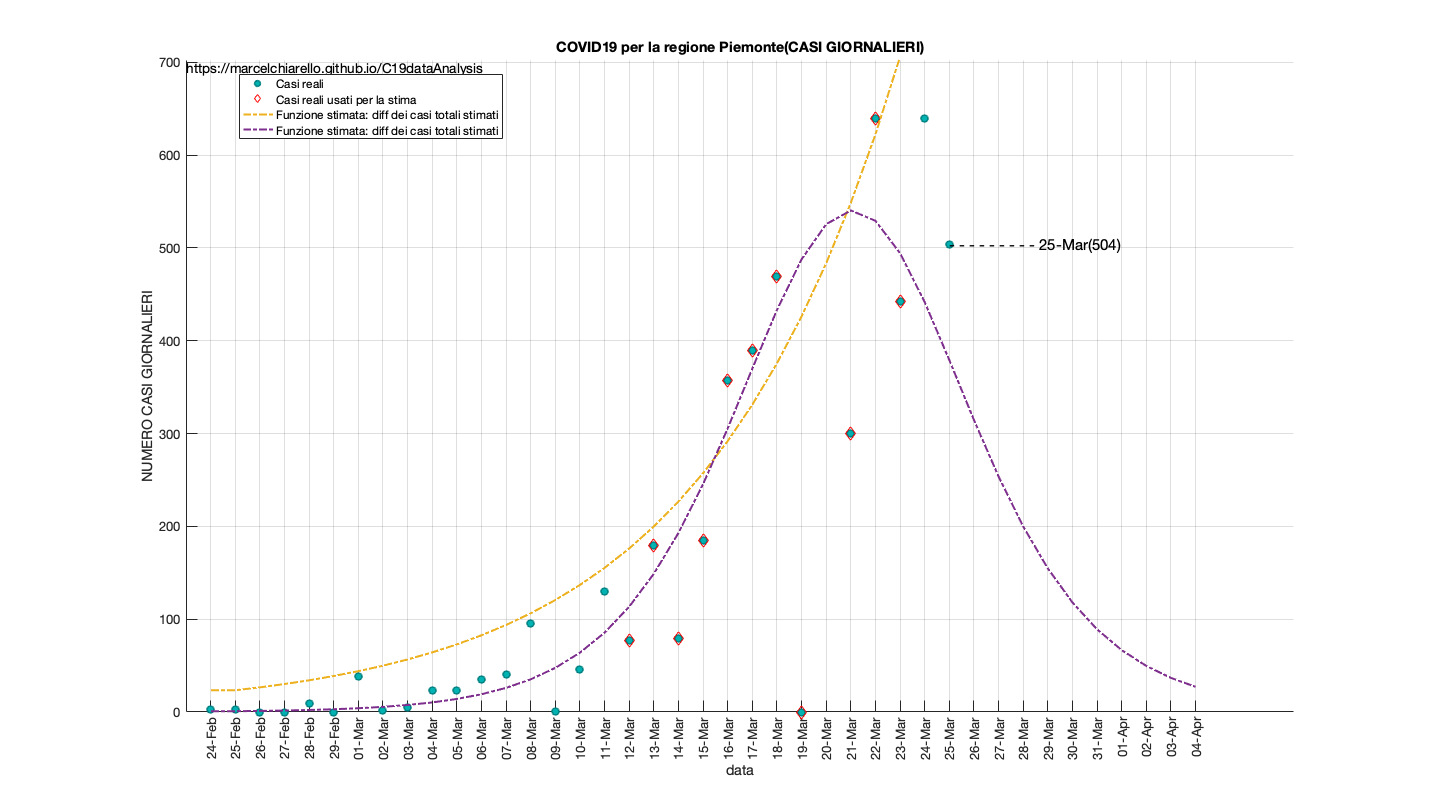 COVID19 per la regione Piemonte(CASI GIORNALIERI)
https://marcelchiarello.github.io/C19dataAnalysis
Casi reali
Casi reali usati per la stima
Funzione stimata: diff dei casi totali stimati
Funzione stimata: diff dei casi totali stimati
700
600
500
400
300
200
100
0
NUMERO CASI GIORNALIERI
25-Mar(504)
24-Feb
25-Feb
26-Feb
27-Feb
28-Feb
29-Feb
01-Mar
02-Mar
03-Mar
04-Mar
05-Mar
06-Mar
07-Mar
08-Mar
09-Mar
10-Mar
11-Mar
12-Mar
13-Mar
14-Mar
15-Mar
16-Mar
17-Mar
18-Mar
19-Mar
20-Mar
21-Mar
22-Mar
23-Mar
24-Mar
25-Mar
26-Mar
27-Mar
28-Mar
29-Mar
30-Mar
31-Mar
01-Apr
02-Apr
03-Apr
04-Apr
data